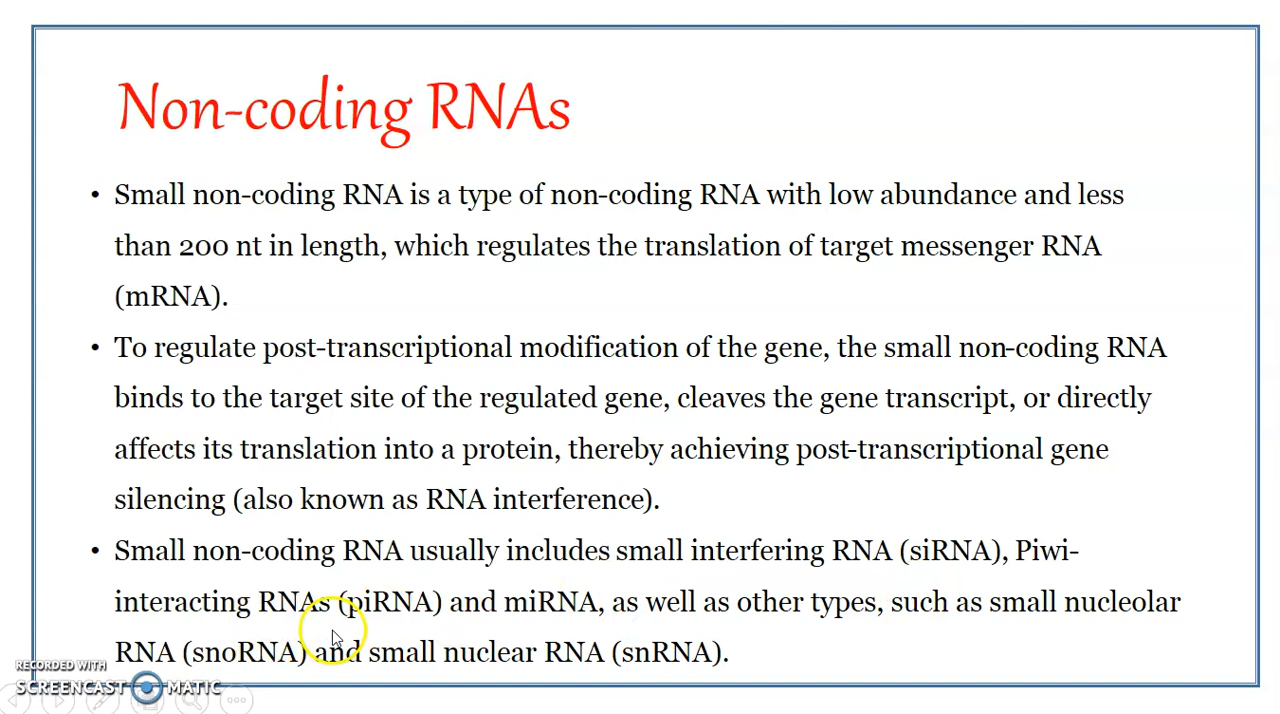 Non-coding RNAs
• Small non-coding RNA is a type of non-coding RNA with low abundance and less
than 200 nt in length, which regulates the translation of target messenger RNA
(mRNA).
• To regulate post-transcriptional modification of the gene, the small non-coding RNA
binds to the target site of the regulated gene, cleaves the gene transcript, or directly
affects its translation into a protein, thereby achieving post-transcriptional gene
silencing (also known as RNA interference).
• Small non-coding RNA usually includes small interfering RNA (siRNA), Piwi-
interacting RNAs (piRNA) and miRNA, as well as other types, such as small nucleolar
RNA (snoRNA) and small nuclear RNA (snRNA).
RECORDED WITH
SCREENCAST MATIC